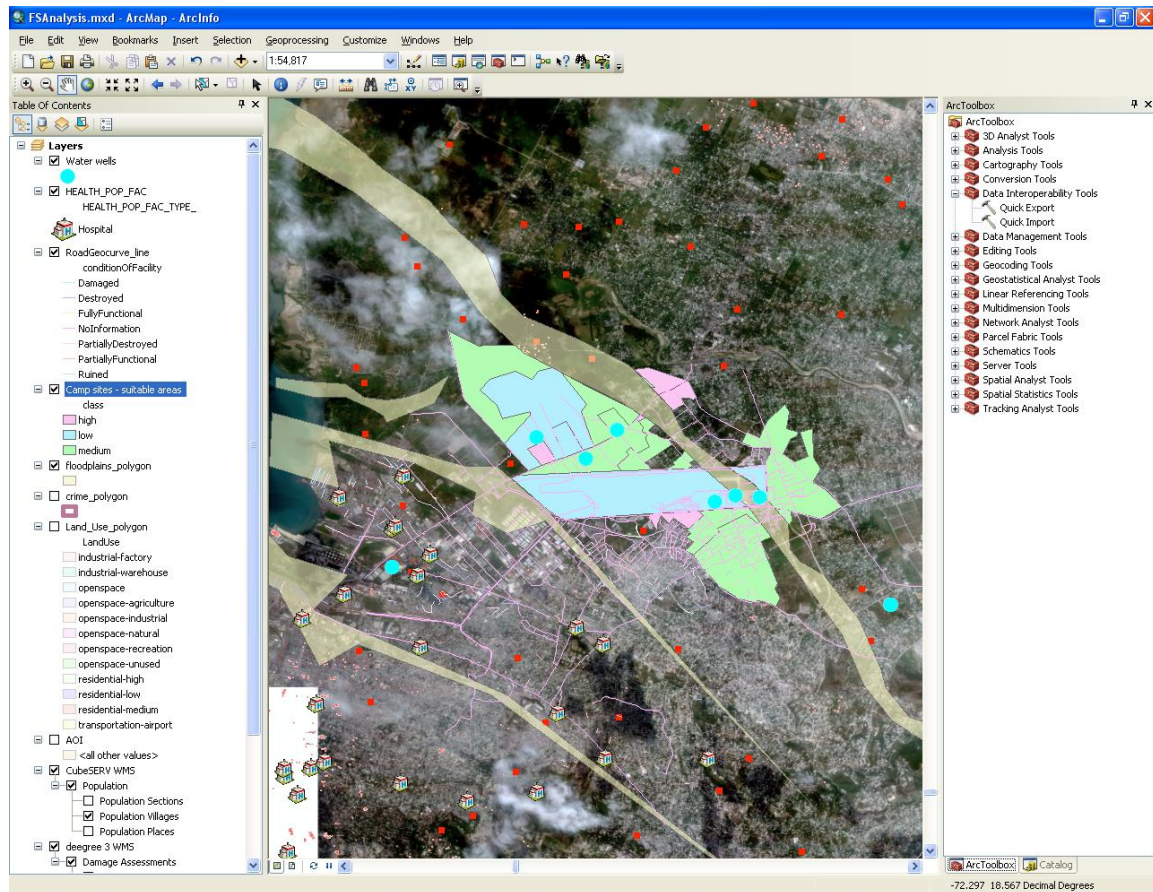 FSAnalysis.mxd - ArcMap - ArcInfo
File Edit View Bookmarks Insert Selection Geoprocessing Customize Windows Help
1:54,817
Table Of Contents
Layers
Water wells
HEALTH_POP_FAC
HEALTH_POP_FAC_TYPE_
Hospital
RoadGeocurve_line
conditionOfFacility
Damaged
Destroyed
FullyFunctional
NoInformation
PartiallyDestroyed
PartiallyFunctional
Ruined
Camp sites - suitable areas
class
high
low
medium
floodplains_polygon
crime_polygon
Land_Use_polygon
LandUse
industrial-factory
industrial-warehouse
openspace
openspace-agriculture
openspace-industrial
openspace-natural
openspace-recreation
openspace-unused
residential-high
residential-low
residential-medium
transportation-airport
AOI
<all other values>
CubeSERV WMS
Population
Population Sections
Population Villages
Population Places
deegree 3 WMS
Damage Assessments
ArcToolbox
ArcToolbox
3D Analyst Tools
Analysis Tools
Cartography Tools
Conversion Tools
Data Interoperability Tools
Quick Export
Quick Import
Data Management Tools
Editing Tools
Geocoding Tools
Geostatistical Analyst Tools
Linear Referencing Tools
Multidimension Tools
Network Analyst Tools
Parcel Fabric Tools
Schematics Tools
Server Tools
Spatial Analyst Tools
Spatial Statistics Tools
Tracking Analyst Tools
ArcToolbox Catalog
-72.297 18.567 Decimal Degrees